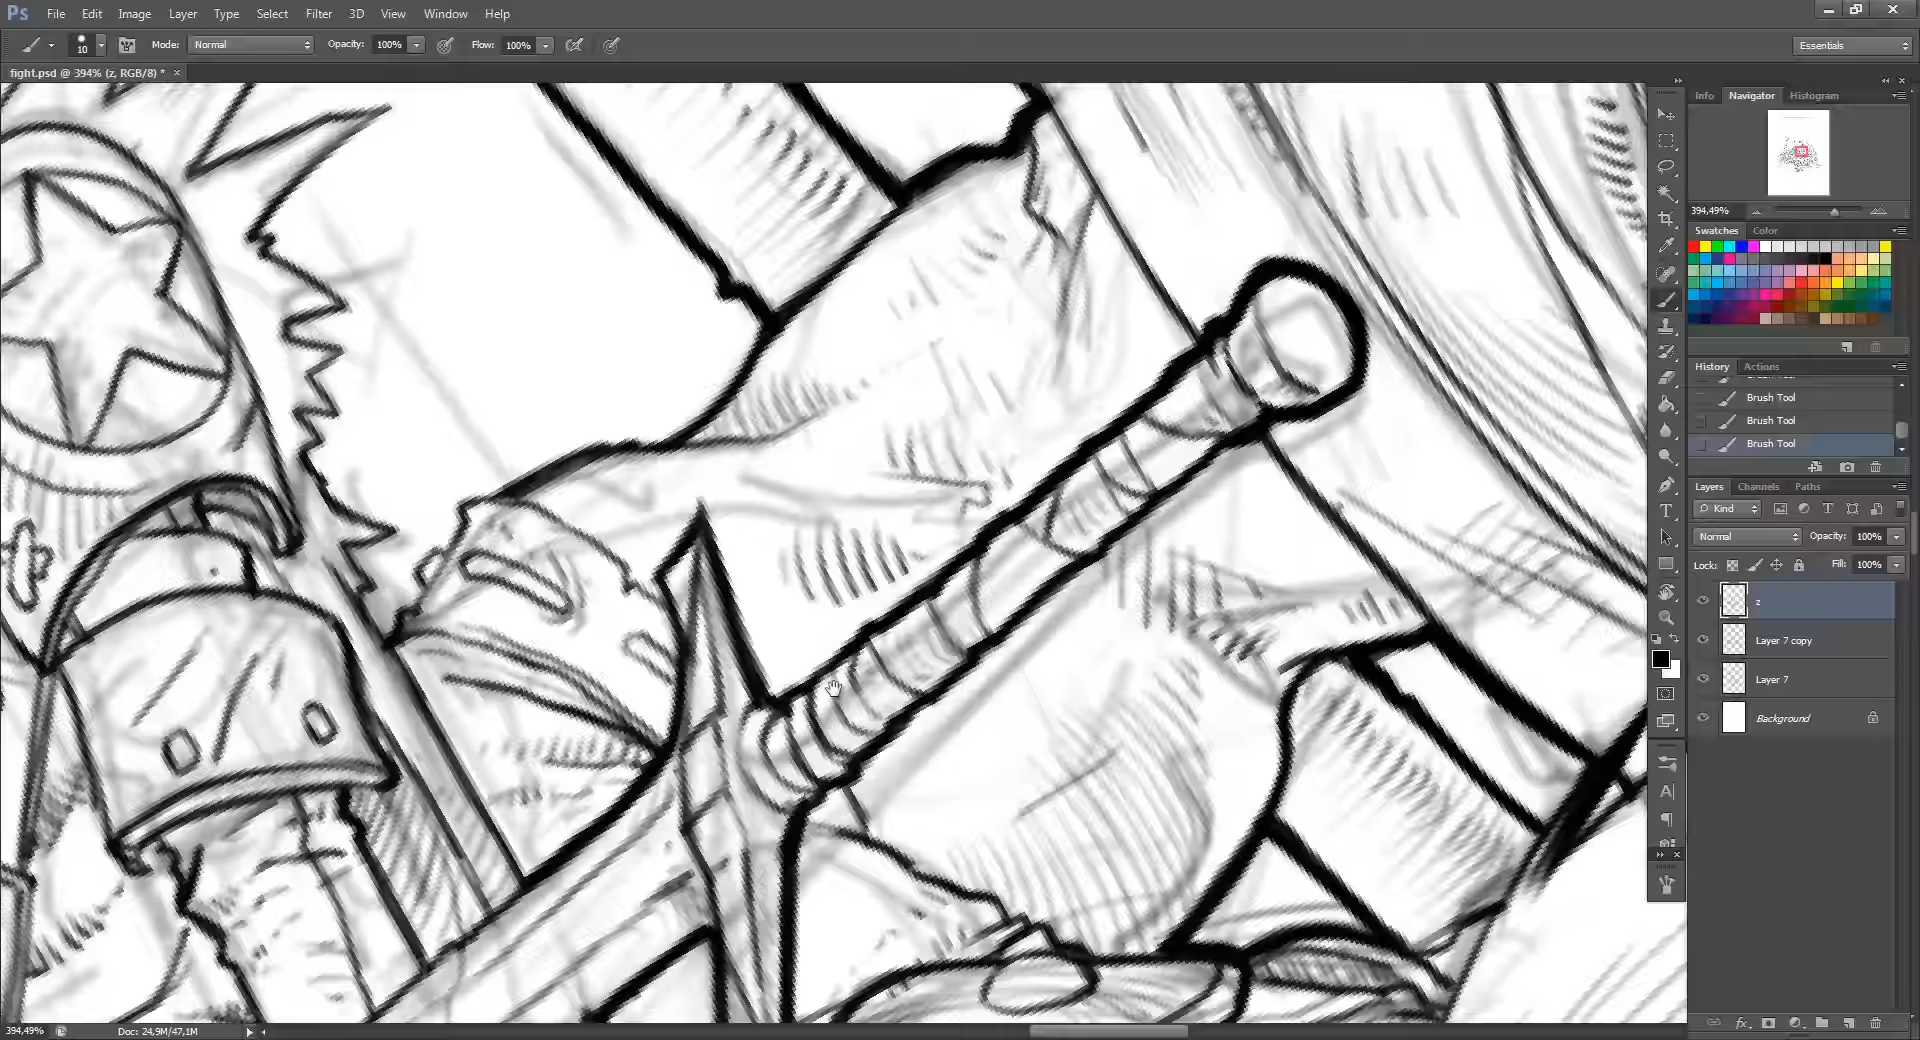 Ps File Edit Image Layer Type Select Filter 3D View Window Help
10 Mode: Normal Opacity: 100% Flow: 100% Essentials
fight.psd @ 394% (z, RGB/8) * ×
Info Navigator Histogram
394,49%
Swatches Color
History Actions
Brush Tool
Brush Tool
Brush Tool
Layers Channels Paths
Kind
Normal Opacity: 100%
Lock: Fill: 100%
z
Layer 7 copy
Layer 7
Background
394,49% Doc: 24,9M/47,1M